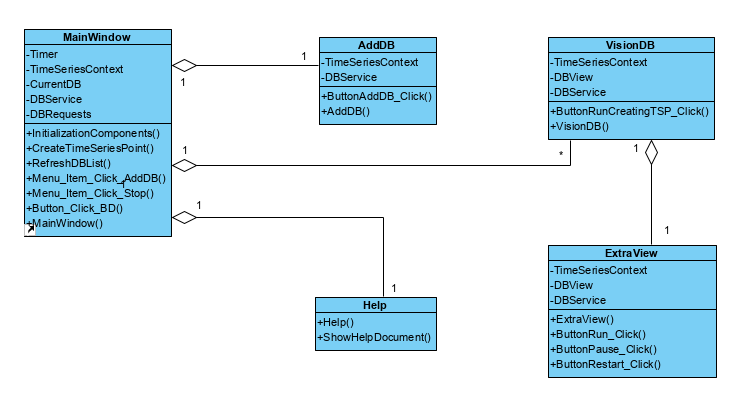 MainWindow
-Timer
-TimeSeriesContext
-CurrentDB
-DBService
-DBRequests
+InitializationComponents()
+CreateTimeSeriesPoint()
+RefreshDBList()
+Menu_Item_Click_AddDB()
+Menu_Item_Click_Stop()
+Button_Click_BD()
+MainWindow()
1
1
AddDB
-TimeSeriesContext
-DBService
+ButtonAddDB_Click()
+AddDB()
VisionDB
-TimeSeriesContext
-DBView
-DBService
+ButtonRunCreatingTSP_Click()
+VisionDB()
1
*
1
1
1
1
Help
+Help()
+ShowHelpDocument()
ExtraView
-TimeSeriesContext
-DBView
-DBService
+ExtraView()
+ButtonRun_Click()
+ButtonPause_Click()
+ButtonRestart_Click()